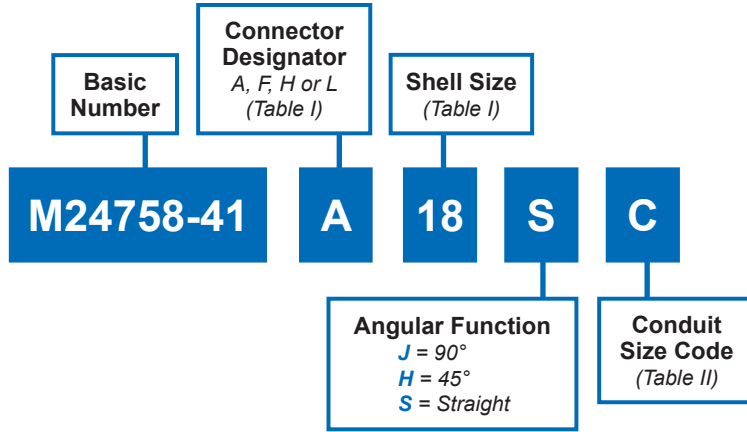 Basic
Number
Connector
Designator
A, F, H or L
(Table I)
Shell Size
(Table I)
M24758-41 A 18 S C
Angular Function
J = 90°
H = 45°
S = Straight
Conduit
Size Code
(Table II)